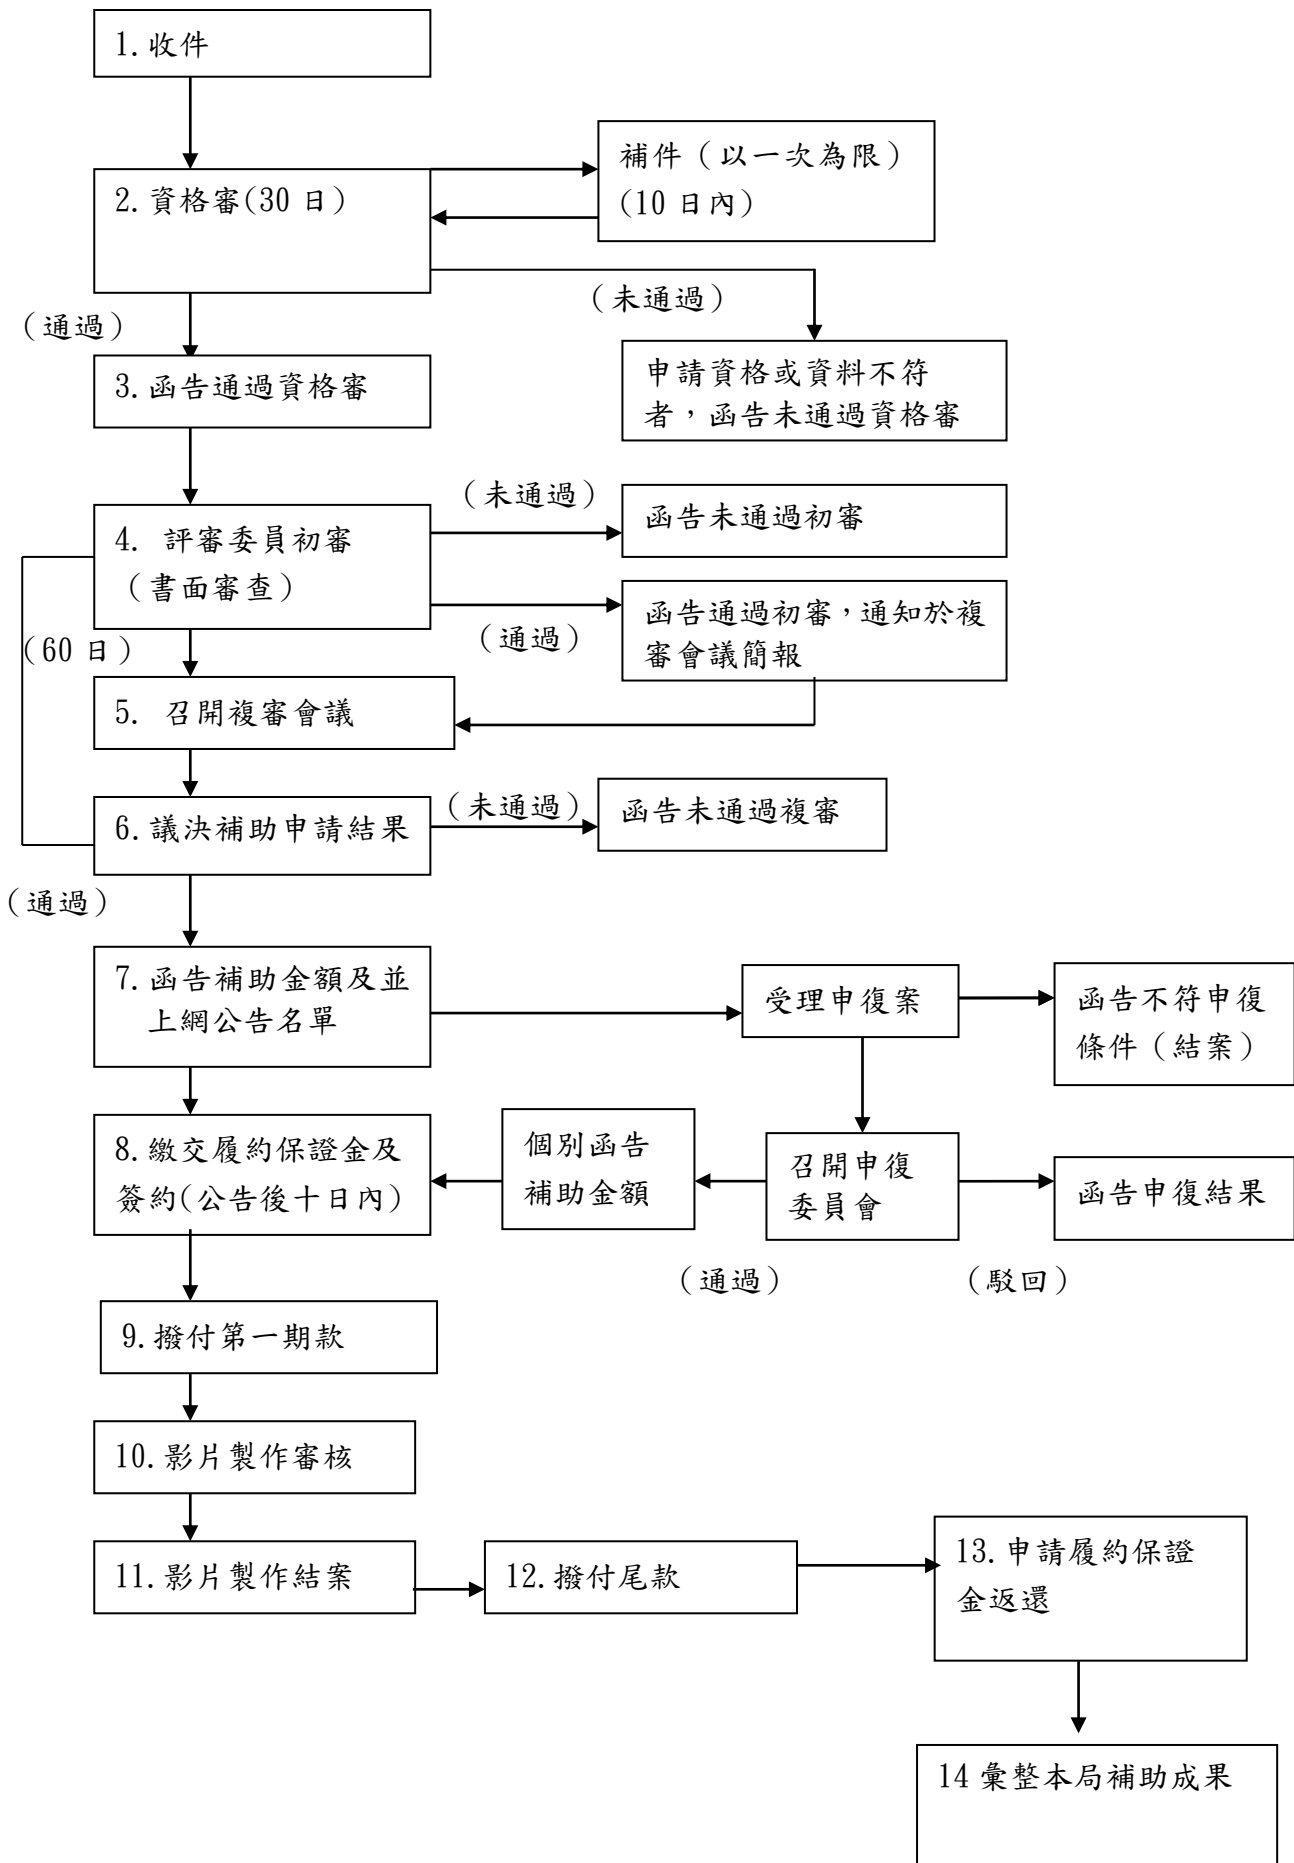 1.收件
補件（以一次為限）
(10 日內)
2.資格審(30 日)
（未通過）
（通過）
申請資格或資料不符
者，函告未通過資格審
3.函告通過資格審
（未通過）
函告未通過初審
4. 評審委員初審
（書面審查）
函告通過初審，通知於複
審會議簡報
（通過）
(60 日)
5. 召開複審會議
（未通過）
函告未通過複審
6.議決補助申請結果
（通過）
7.函告補助金額及並
上網公告名單
受理申復案
函告不符申復
條件（結案）
8.繳交履約保證金及
簽約(公告後十日內)
個別函告
補助金額
召開申復
委員會
函告申復結果
（通過）
（駁回）
9.撥付第一期款
10.影片製作審核
11.影片製作結案
12.撥付尾款
13.申請履約保證
金返還
14 彙整本局補助成果